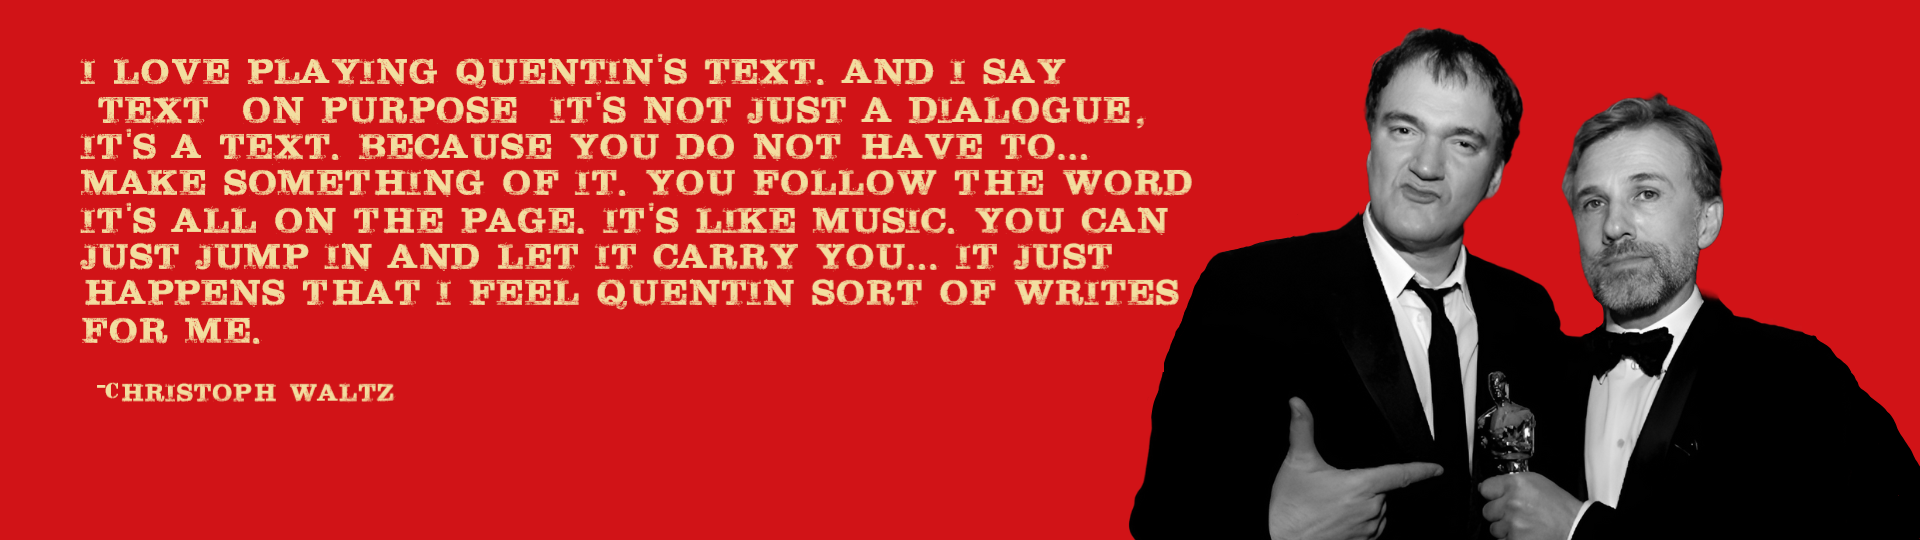 I LOVE PLAYING QUENTIN'S TEXT. AND I SAY
TEXT ON PURPOSE IT'S NOT JUST A DIALOGUE,
IT'S A TEXT. BECAUSE YOU DO NOT HAVE TO...
MAKE SOMETHING OF IT. YOU FOLLOW THE WORD
IT'S ALL ON THE PAGE. IT'S LIKE MUSIC. YOU CAN
JUST JUMP IN AND LET IT CARRY YOU... IT JUST
HAPPENS THAT I FEEL QUENTIN SORT OF WRITES
FOR ME.
-CHRISTOPH WALTZ